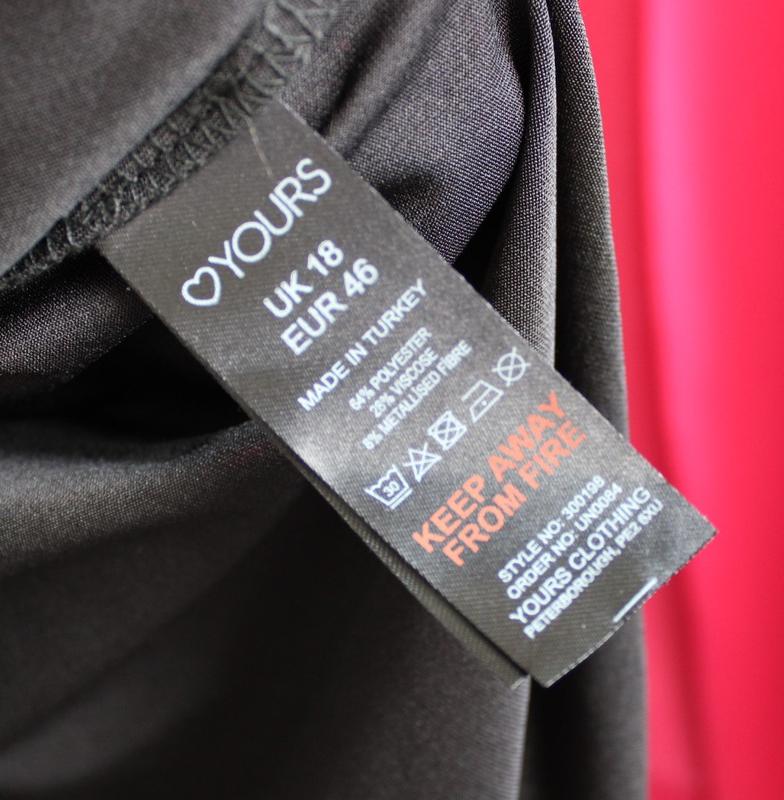 ♡YOURS
UK 18
EUR 46
MADE IN TURKEY
64% POLYESTER
28% VISCOSE
8% METALLISED FIBRE
30
KEEP AWAY
FROM FIRE
STYLE NO: 300198
ORDER NO: UN0084
YOURS CLOTHING
PETERBOROUGH, PE2 6XU